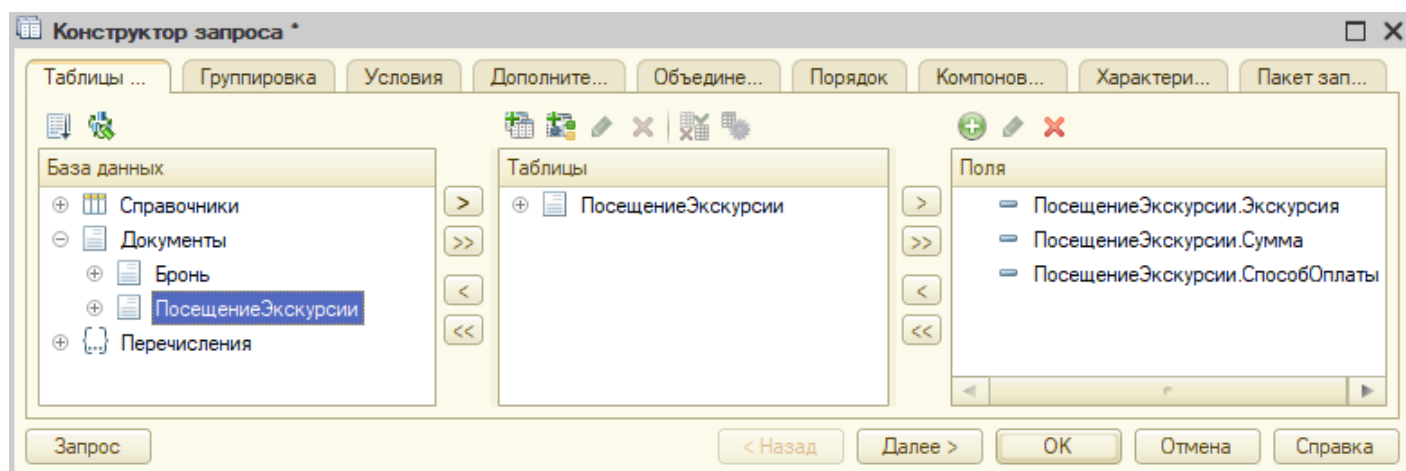 Конструктор запроса *
Таблицы ... Группировка Условия Дополните... Объедине... Порядок Компонов... Характери... Пакет зап...
База данных Таблицы Поля
Справочники ПосещениеЭкскурсии ПосещениеЭкскурсии.Экскурсия
Документы ПосещениеЭкскурсии.Сумма
Бронь ПосещениеЭкскурсии.СпособОплаты
ПосещениеЭкскурсии
Перечисления
> >> < << > >> < <<
Запрос < Назад Далее > OK Отмена Справка